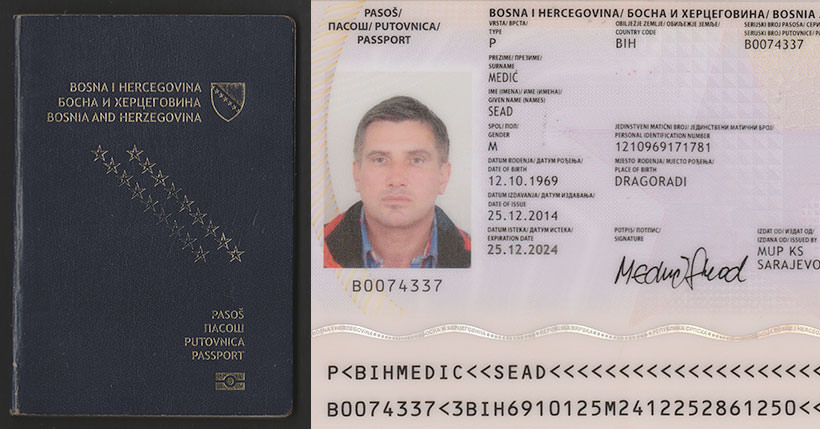 BOSNA I HERCEGOVINA
БОСНА И ХЕРЦЕГОВИНА
BOSNIA AND HERZEGOVINA
PASOŠ
ПАСОШ
PUTOVNICA
PASSPORT
PASOŠ/
ПАСОШ/ PUTOVNICA/
PASSPORT
BOSNA I HERCEGOVINA/ БОСНА И ХЕРЦЕГОВИНА/ BOSNIA
VRSTA/ ВРСТА/
TYPE
P
OBILJEŽJE ZEMLJE/ ОБИЉЕЖЈЕ ЗЕМЉЕ/
COUNTRY CODE
BIH
SERIJSKI BROJ PASOŠA/
SERIJSKI BROJ PUTOVNICE/
B0074337
PREZIME/ ПРЕЗИМЕ/
SURNAME
MEDIĆ
IME (IMENA)/ ИМЕ (ИМЕНА)/
GIVEN NAME (NAMES)
SEAD
SPOL/ ПОЛ/
GENDER
M
JEDINSTVENI MATIČNI BROJ/ ЈЕДИНСТВЕНИ МАТИЧНИ БРОЈ/
PERSONAL IDENTIFICATION NUMBER
1210969171781
DATUM ROĐENJA/ ДАТУМ РОЂЕЊА/
DATE OF BIRTH
12.10.1969
MJESTO ROĐENJA/ МЈЕСТО РОЂЕЊА/
PLACE OF BIRTH
DRAGORADI
DATUM IZDAVANJA/ ДАТУМ ИЗДАВАЊА/
DATE OF ISSUE
25.12.2014
DATUM ISTEKA/ ДАТУМ ИСТЕКА/
EXPIRATION DATE
25.12.2024
POTPIS/ ПОТПИС/
SIGNATURE
Medić Sead
IZDAT OD/ ИЗДАТ ОД/
IZDANA OD/ ISSUED BY
MUP KS
SARAJEVO
B0074337
P<BIHMEDIC<<SEAD<<<<<<<<<<<<<<<<<<<<
B0074337<3BIH6910125M2412252861250<<